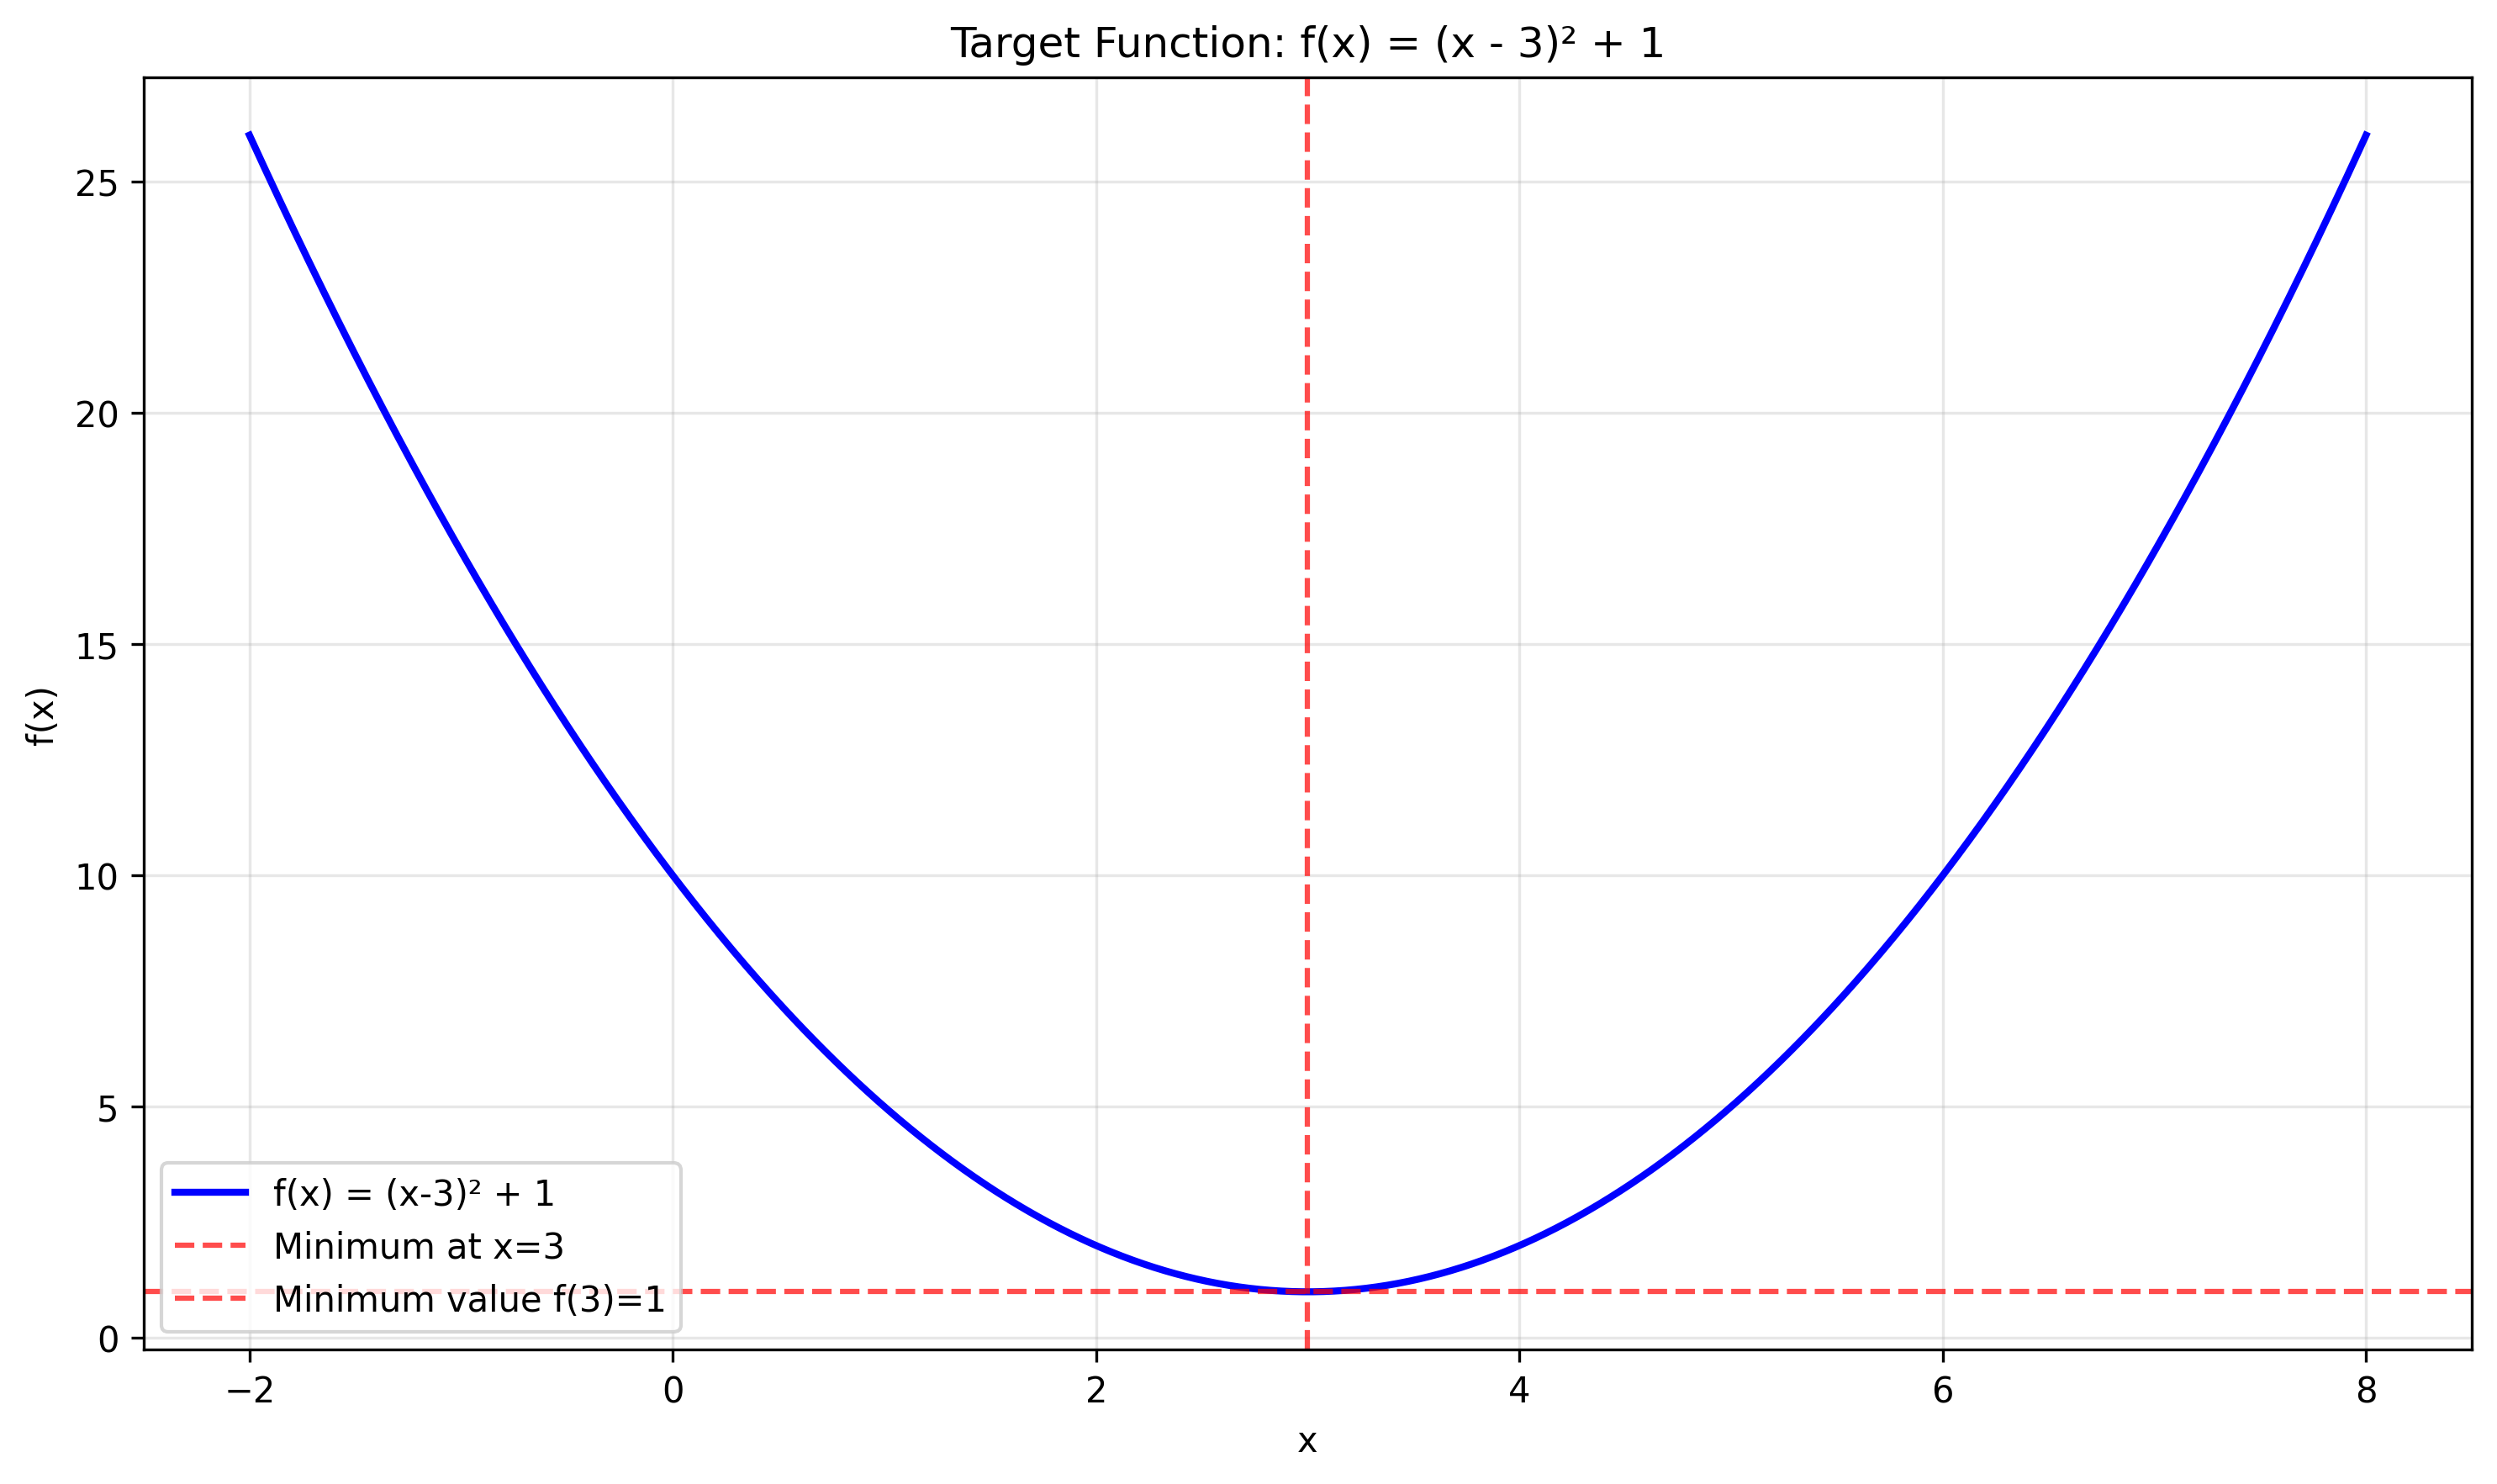 Target Function: f(x) = (x - 3)² + 1
f(x)
25
20
15
10
5
0
f(x) = (x-3)² + 1
Minimum at x=3
Minimum value f(3)=1
−2 0 2 4 6 8
x